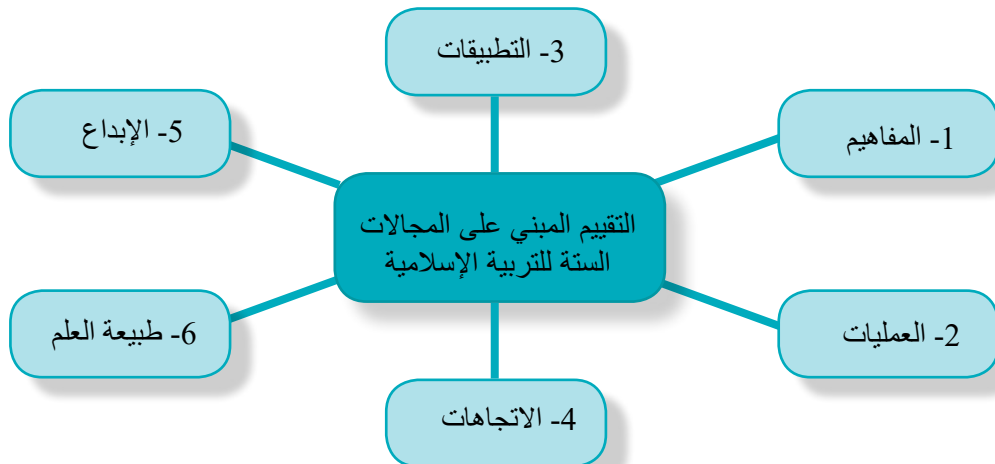 3- التطبيقات
5- الإبداع
1- المفاهيم
التقييم المبني على المجالات
الستة للتربية الإسلامية
6- طبيعة العلم
2- العمليات
4- الاتجاهات